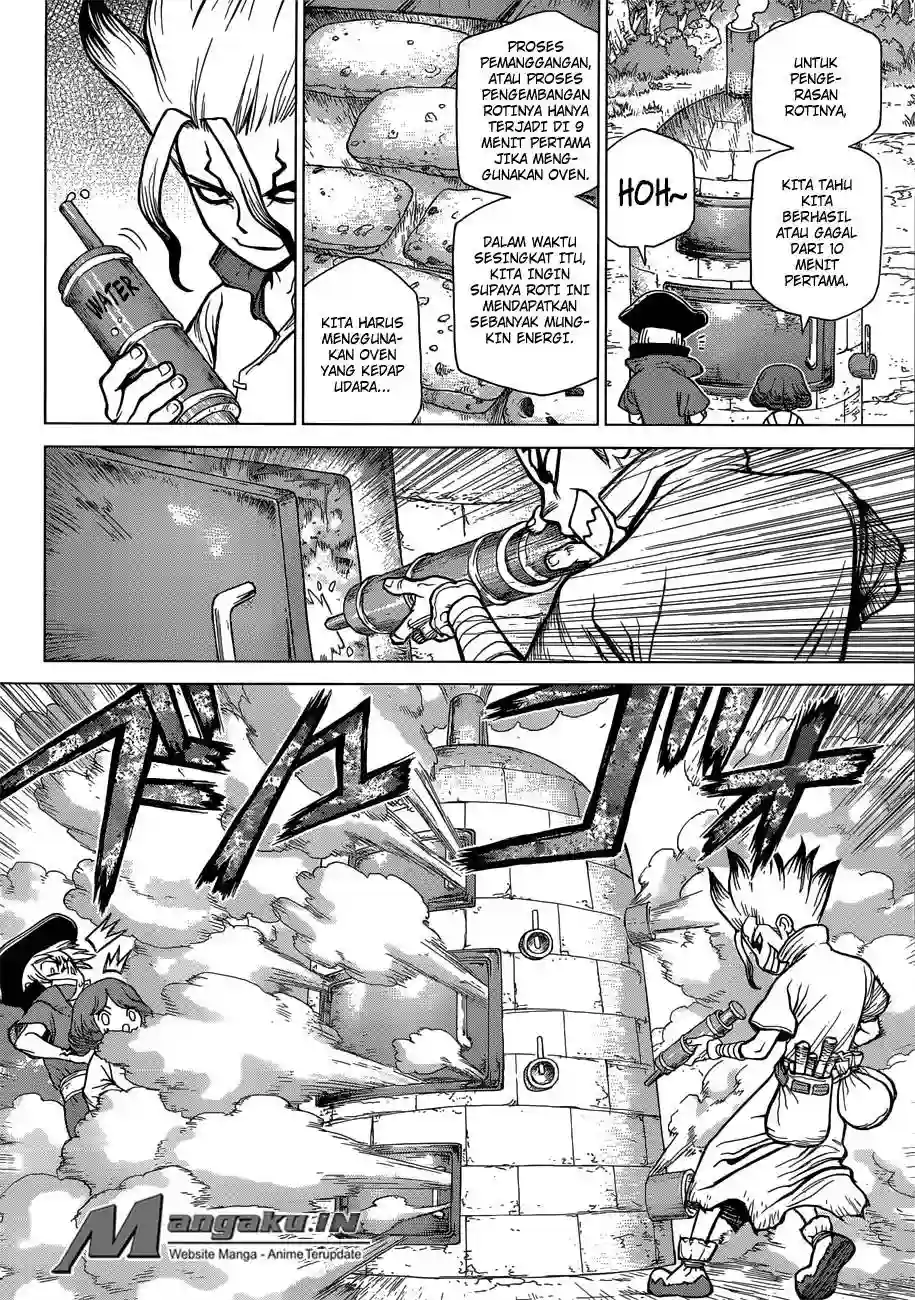 UNTUK
PENGE-
RASAN
ROTINYA,
KITA TAHU
KITA
BERHASIL
ATAU GAGAL
DARI 10
MENIT
PERTAMA.
HOH~
PROSES
PEMANGGANGAN,
ATAU PROSES
PENGEMBANGAN
ROTINYA HANYA
TERJADI DI 9
MENIT PERTAMA
JIKA MENG-
GUNAKAN OVEN.
DALAM WAKTU
SESINGKAT ITU,
KITA INGIN
SUPAYA ROTI INI
MENDAPATKAN
SEBANYAK MUNG-
KIN ENERGI.
KITA HARUS
MENGGUNA-
KAN OVEN
YANG KEDAP
UDARA...
WATER
Mangaku.IN
Website Manga - Anime Terupdate